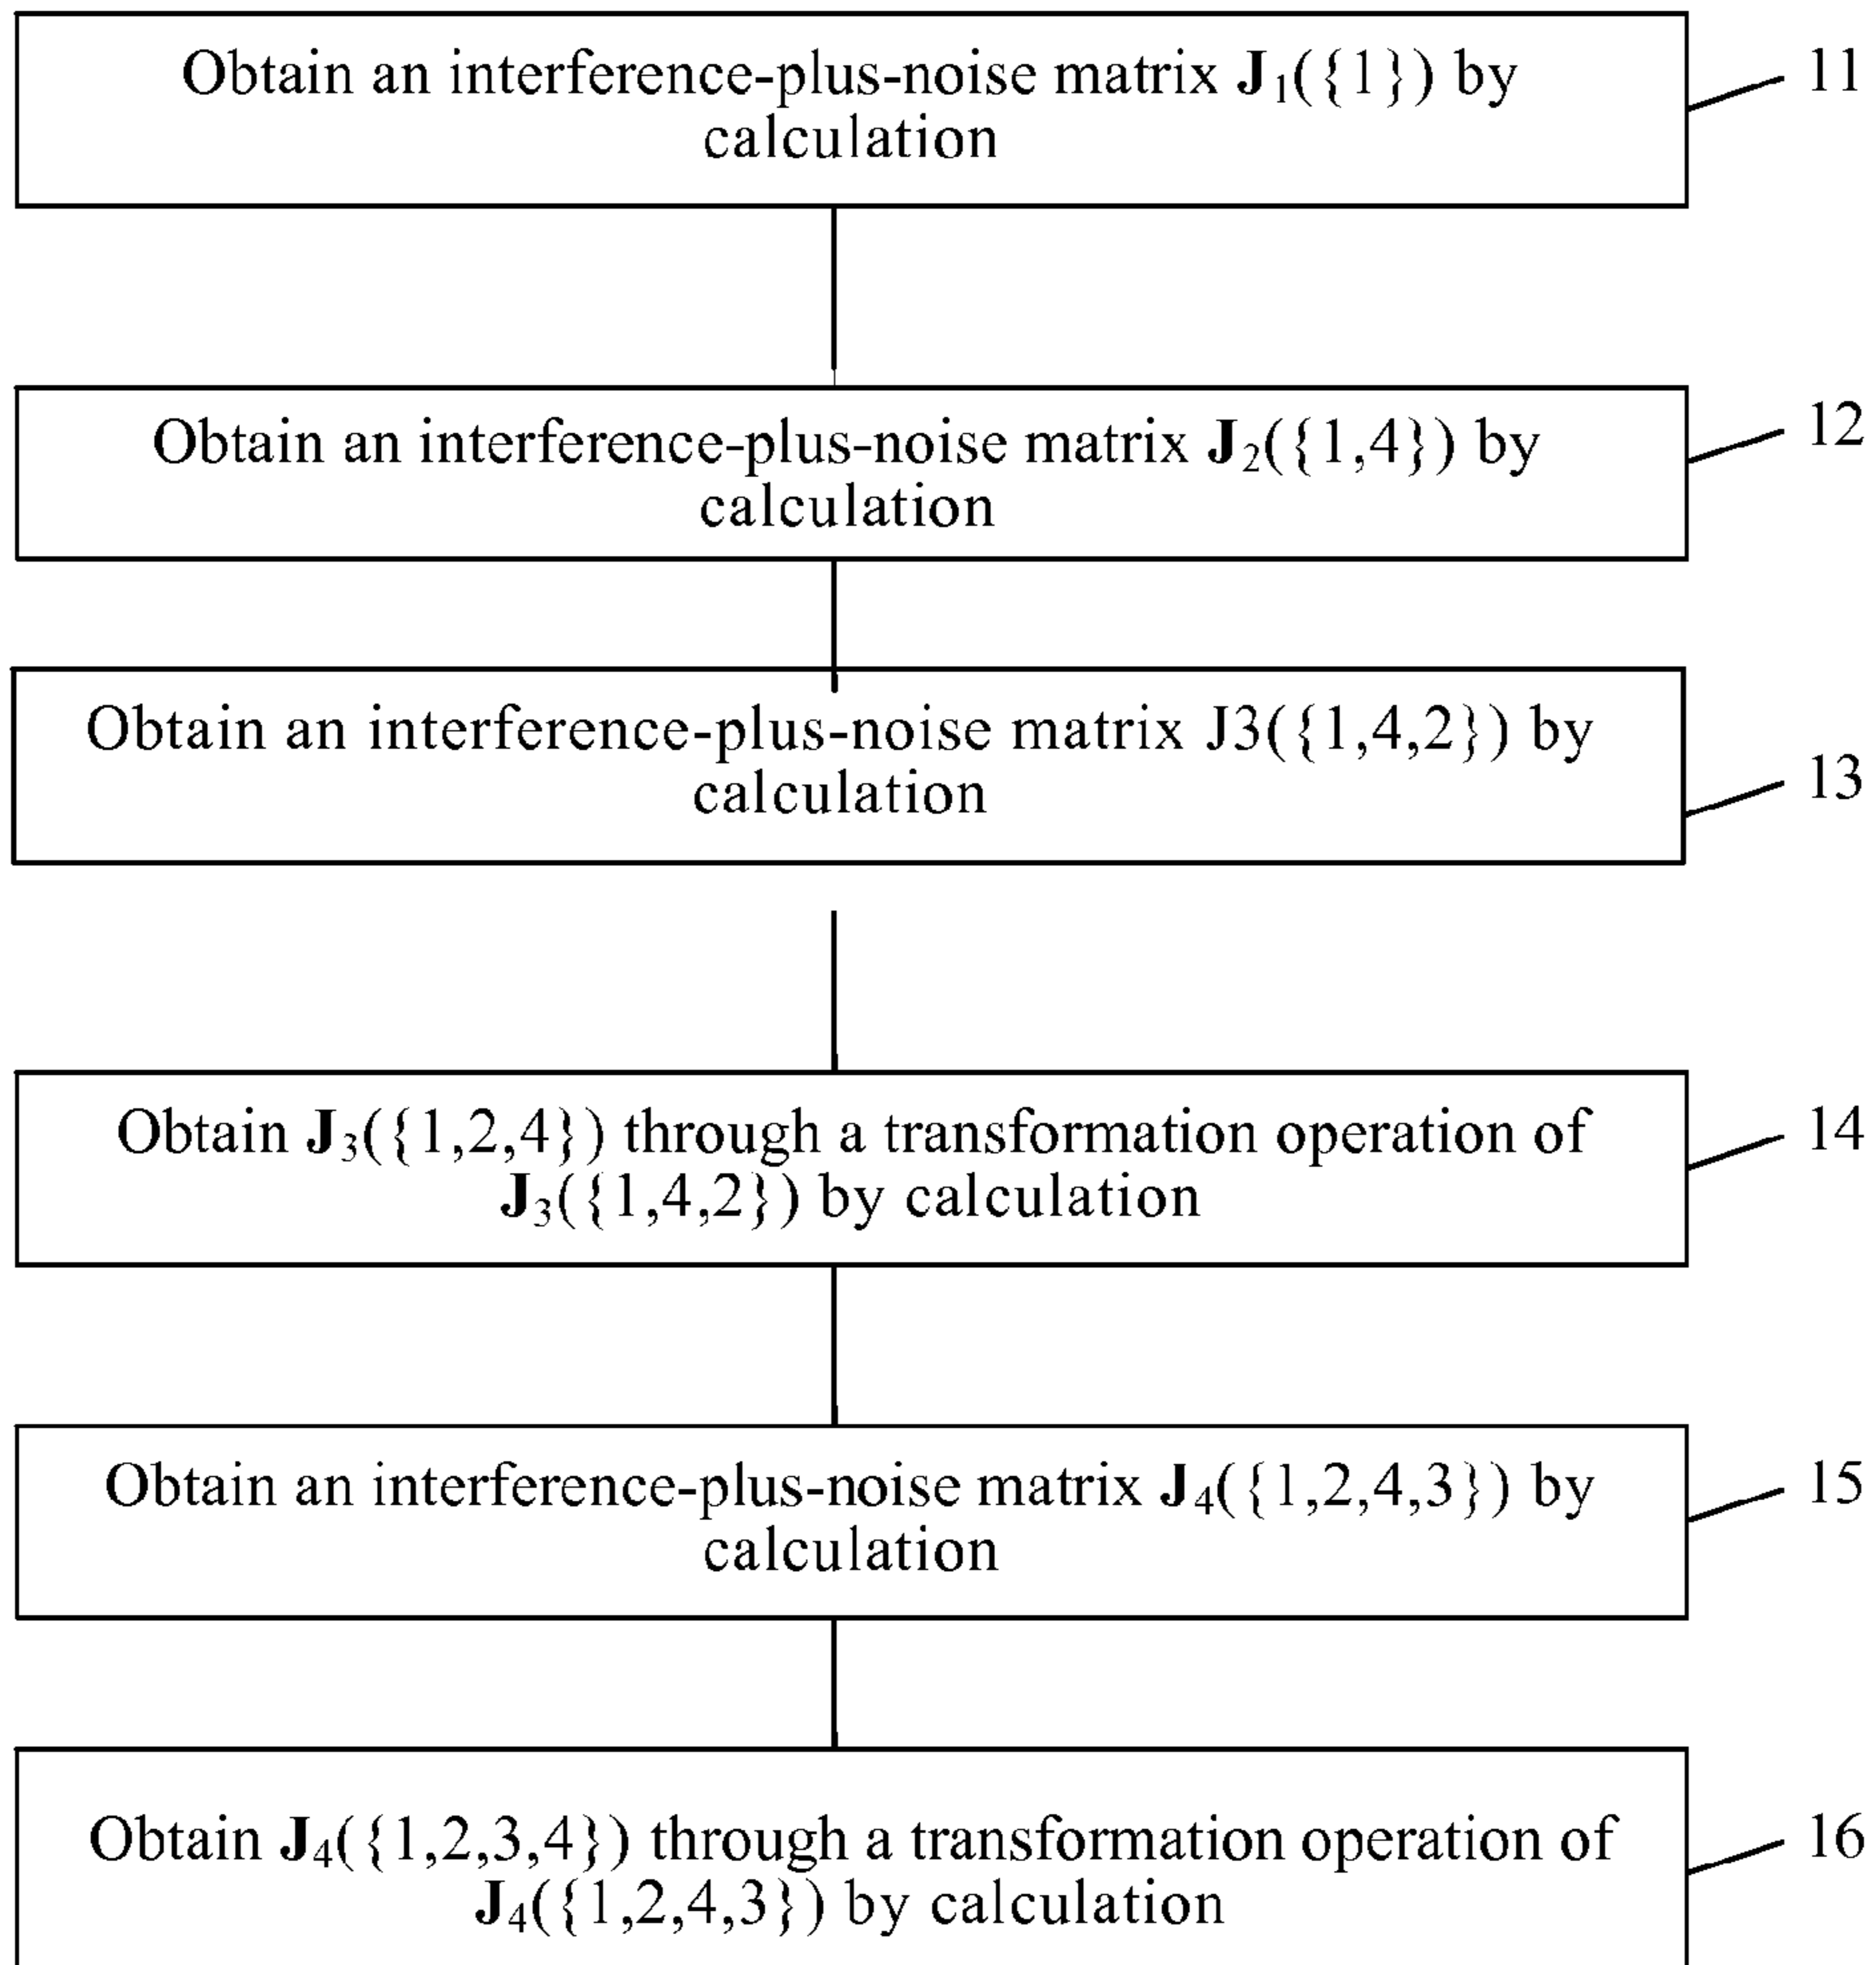 Obtain an interference-plus-noise matrix J₁({1}) by
calculation
11
Obtain an interference-plus-noise matrix J₂({1,4}) by
calculation
12
Obtain an interference-plus-noise matrix J3({1,4,2}) by
calculation
13
Obtain J₃({1,2,4}) through a transformation operation of
J₃({1,4,2}) by calculation
14
Obtain an interference-plus-noise matrix J₄({1,2,4,3}) by
calculation
15
Obtain J₄({1,2,3,4}) through a transformation operation of
J₄({1,2,4,3}) by calculation
16